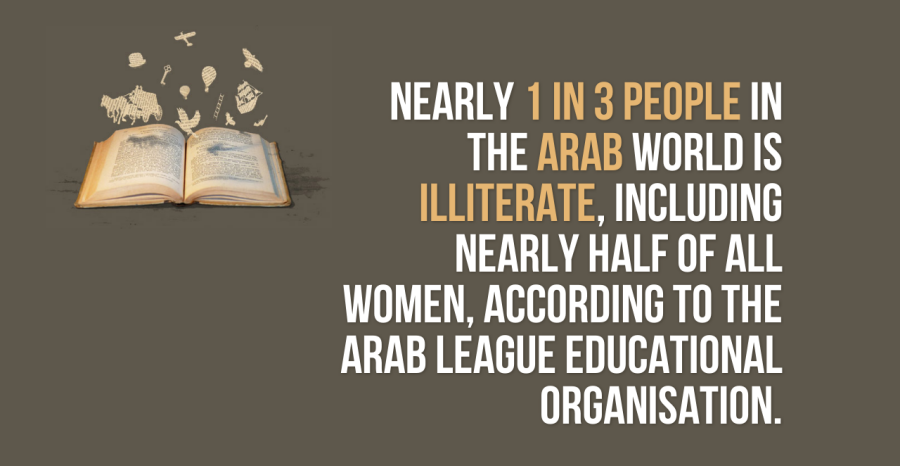 NEARLY 1 IN 3 PEOPLE IN
THE ARAB WORLD IS
ILLITERATE, INCLUDING
NEARLY HALF OF ALL
WOMEN, ACCORDING TO THE
ARAB LEAGUE EDUCATIONAL
ORGANISATION.